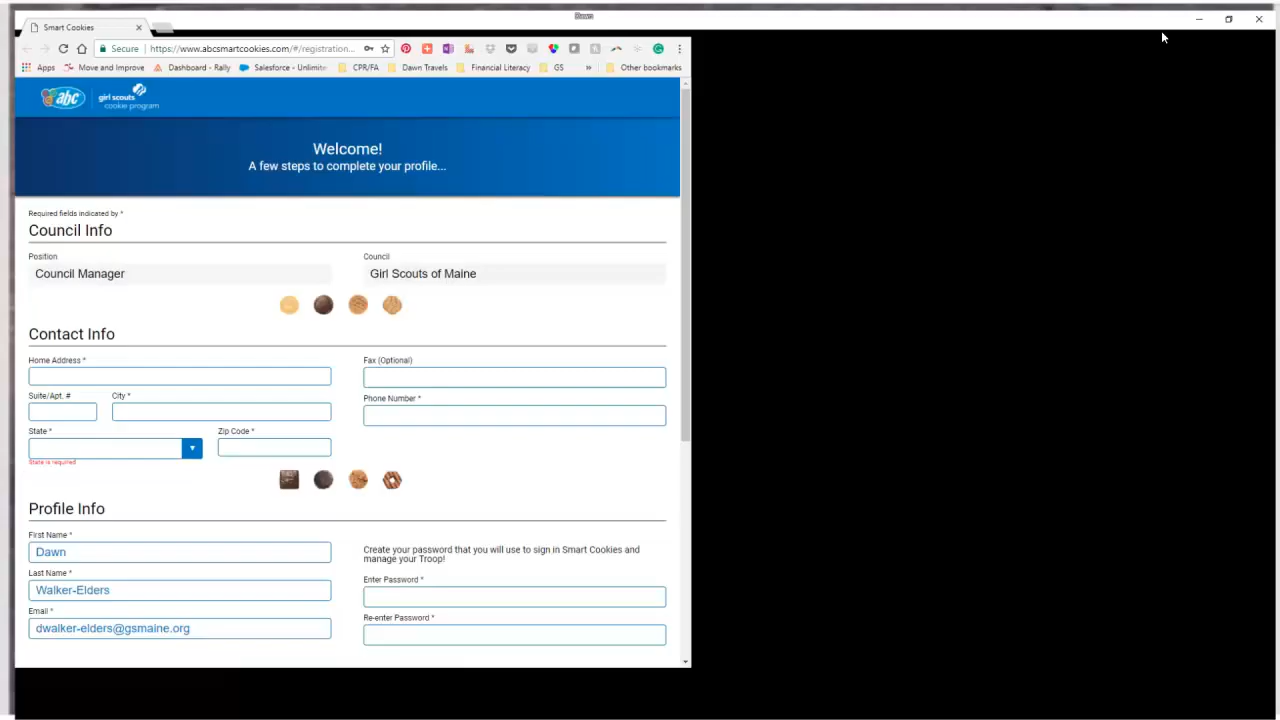 Dawn
Smart Cookies
Secure https://www.abcsmartcookies.com/#/registration...
Apps Move and Improve Dashboard - Rally Salesforce - Unlimite CPR/FA Dawn Travels Financial Literacy GS » Other bookmarks
abc girl scouts
cookie program
Welcome!
A few steps to complete your profile...
Required fields indicated by *
Council Info
Position Council
Council Manager Girl Scouts of Maine
Contact Info
Home Address * Fax (Optional)
Suite/Apt. # City * Phone Number *
State * Zip Code *
State is required
Profile Info
First Name *
Dawn
Create your password that you will use to sign in Smart Cookies and
manage your Troop!
Last Name * Enter Password *
Walker-Elders
Email * Re-enter Password *
dwalker-elders@gsmaine.org